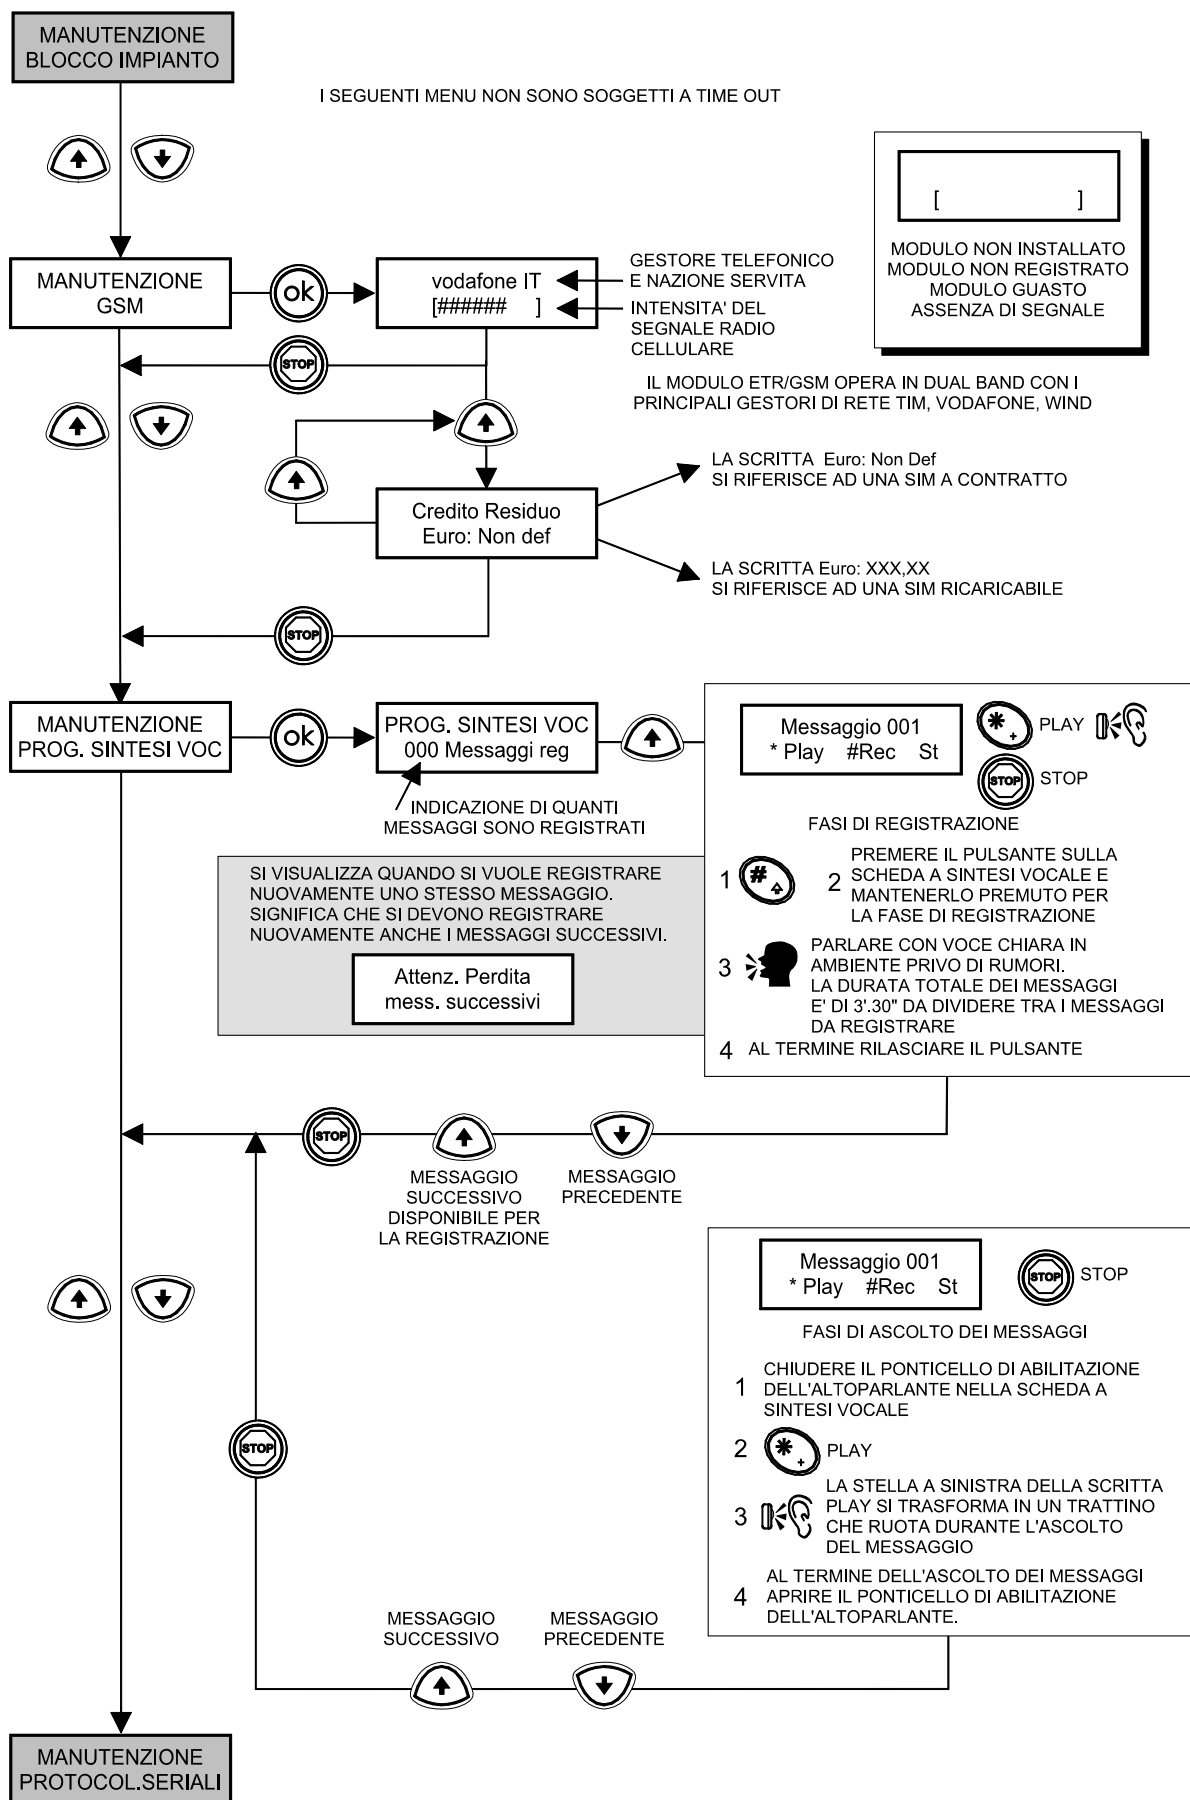 MANUTENZIONE
BLOCCO IMPIANTO
I SEGUENTI MENU NON SONO SOGGETTI A TIME OUT
[ ]
MODULO NON INSTALLATO
MODULO NON REGISTRATO
MODULO GUASTO
ASSENZA DI SEGNALE
MANUTENZIONE
GSM
ok
vodafone IT
[###### ]
GESTORE TELEFONICO
E NAZIONE SERVITA
INTENSITA' DEL
SEGNALE RADIO
CELLULARE
STOP
IL MODULO ETR/GSM OPERA IN DUAL BAND CON I
PRINCIPALI GESTORI DI RETE TIM, VODAFONE, WIND
Credito Residuo
Euro: Non def
LA SCRITTA Euro: Non Def
SI RIFERISCE AD UNA SIM A CONTRATTO
LA SCRITTA Euro: XXX,XX
SI RIFERISCE AD UNA SIM RICARICABILE
STOP
MANUTENZIONE
PROG. SINTESI VOC
ok
PROG. SINTESI VOC
000 Messaggi reg
INDICAZIONE DI QUANTI
MESSAGGI SONO REGISTRATI
Messaggio 001
* Play #Rec St
* + PLAY
STOP STOP
FASI DI REGISTRAZIONE
1 #
2 PREMERE IL PULSANTE SULLA
SCHEDA A SINTESI VOCALE E
MANTENERLO PREMUTO PER
LA FASE DI REGISTRAZIONE
3 PARLARE CON VOCE CHIARA IN
AMBIENTE PRIVO DI RUMORI.
LA DURATA TOTALE DEI MESSAGGI
E' DI 3'.30" DA DIVIDERE TRA I MESSAGGI
DA REGISTRARE
4 AL TERMINE RILASCIARE IL PULSANTE
SI VISUALIZZA QUANDO SI VUOLE REGISTRARE
NUOVAMENTE UNO STESSO MESSAGGIO.
SIGNIFICA CHE SI DEVONO REGISTRARE
NUOVAMENTE ANCHE I MESSAGGI SUCCESSIVI.
Attenz. Perdita
mess. successivi
STOP
MESSAGGIO
SUCCESSIVO
DISPONIBILE PER
LA REGISTRAZIONE
MESSAGGIO
PRECEDENTE
Messaggio 001
* Play #Rec St
STOP STOP
FASI DI ASCOLTO DEI MESSAGGI
1 CHIUDERE IL PONTICELLO DI ABILITAZIONE
DELL'ALTOPARLANTE NELLA SCHEDA A
SINTESI VOCALE
2 * + PLAY
3 LA STELLA A SINISTRA DELLA SCRITTA
PLAY SI TRASFORMA IN UN TRATTINO
CHE RUOTA DURANTE L'ASCOLTO
DEL MESSAGGIO
4 AL TERMINE DELL'ASCOLTO DEI MESSAGGI
APRIRE IL PONTICELLO DI ABILITAZIONE
DELL'ALTOPARLANTE.
STOP
MESSAGGIO
SUCCESSIVO
MESSAGGIO
PRECEDENTE
MANUTENZIONE
PROTOCOL.SERIALI